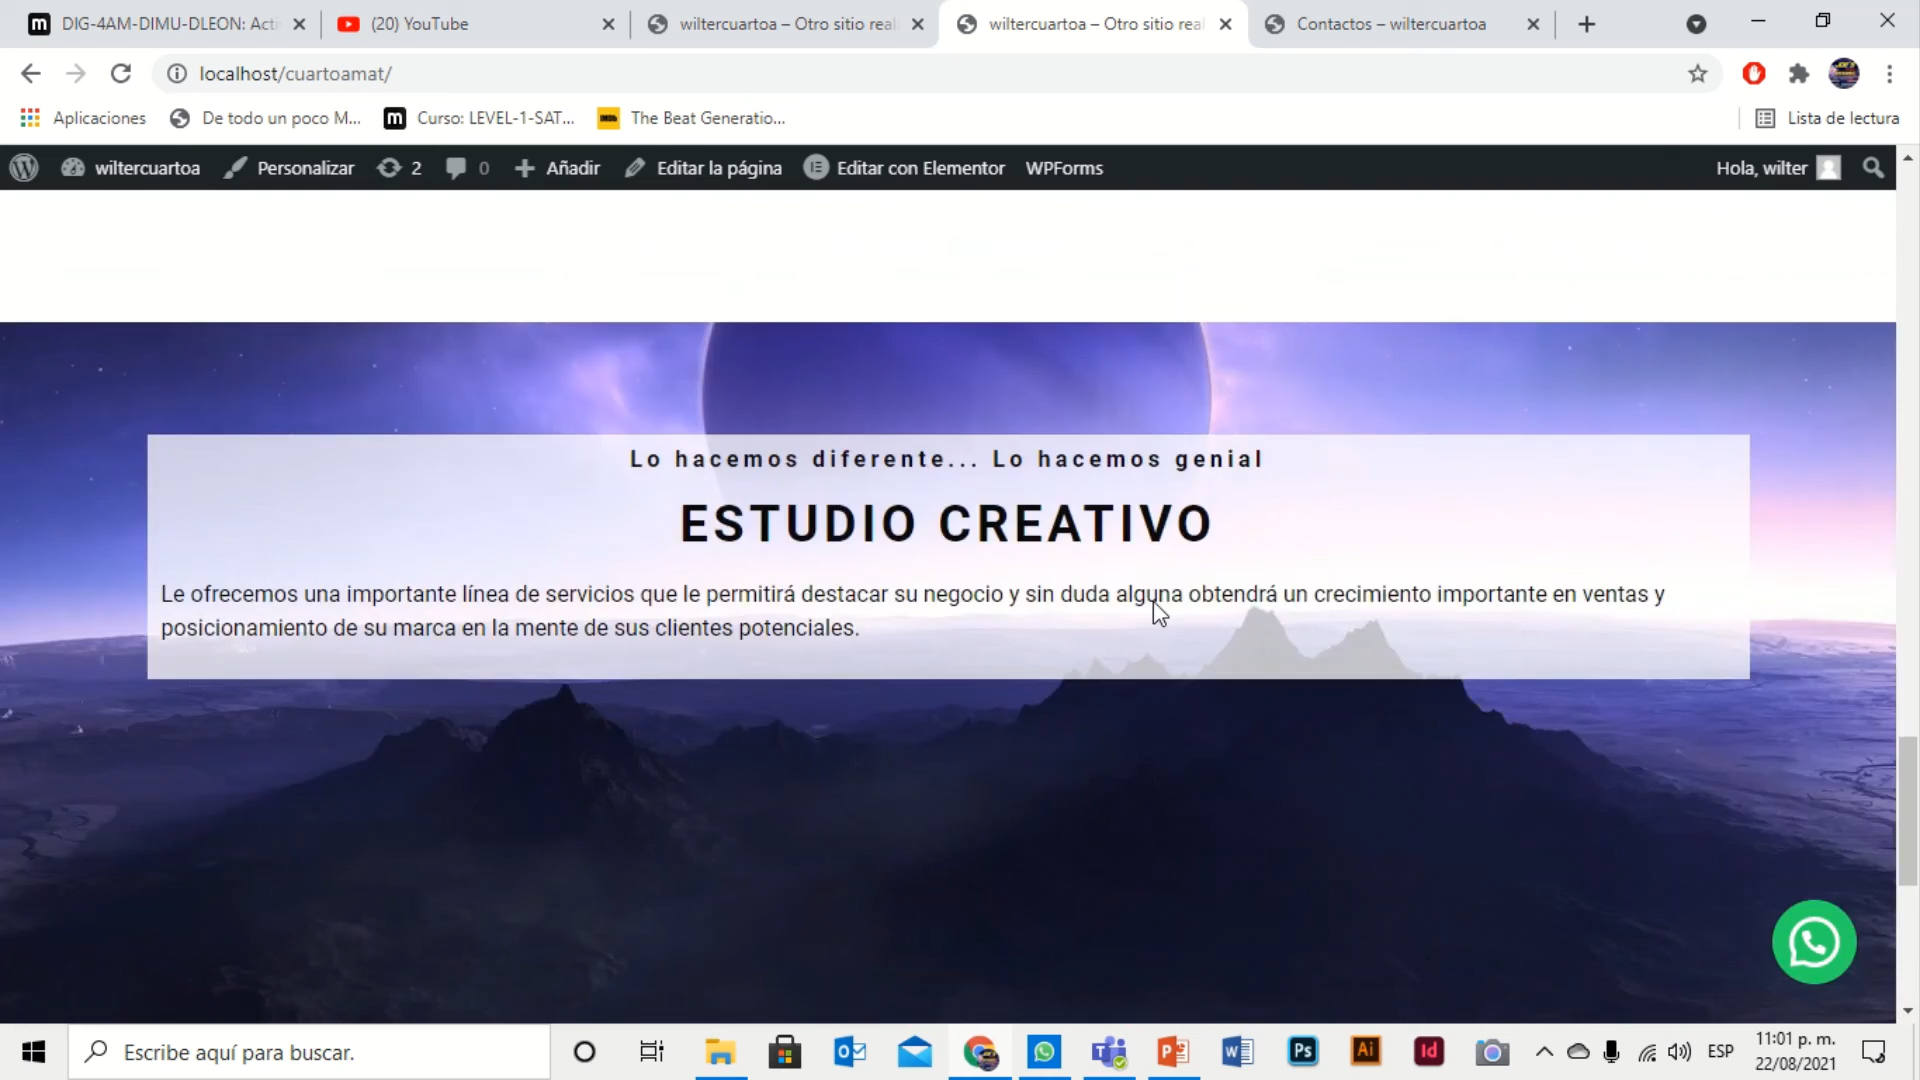 DIG-4AM-DIMU-DLEON: Acti
(20) YouTube
wiltercuartoa – Otro sitio reali
wiltercuartoa – Otro sitio real
Contactos – wiltercuartoa
localhost/cuartoamat/
Aplicaciones
De todo un poco M...
Curso: LEVEL-1-SAT...
The Beat Generatio...
Lista de lectura
wiltercuartoa
Personalizar
2
0
Añadir
Editar la página
Editar con Elementor
WPForms
Hola, wilter
Lo hacemos diferente... Lo hacemos genial
ESTUDIO CREATIVO
Le ofrecemos una importante línea de servicios que le permitirá destacar su negocio y sin duda alguna obtendrá un crecimiento importante en ventas y
posicionamiento de su marca en la mente de sus clientes potenciales.
Escribe aquí para buscar.
Ps
Ai
Id
ESP
11:01 p. m.
22/08/2021